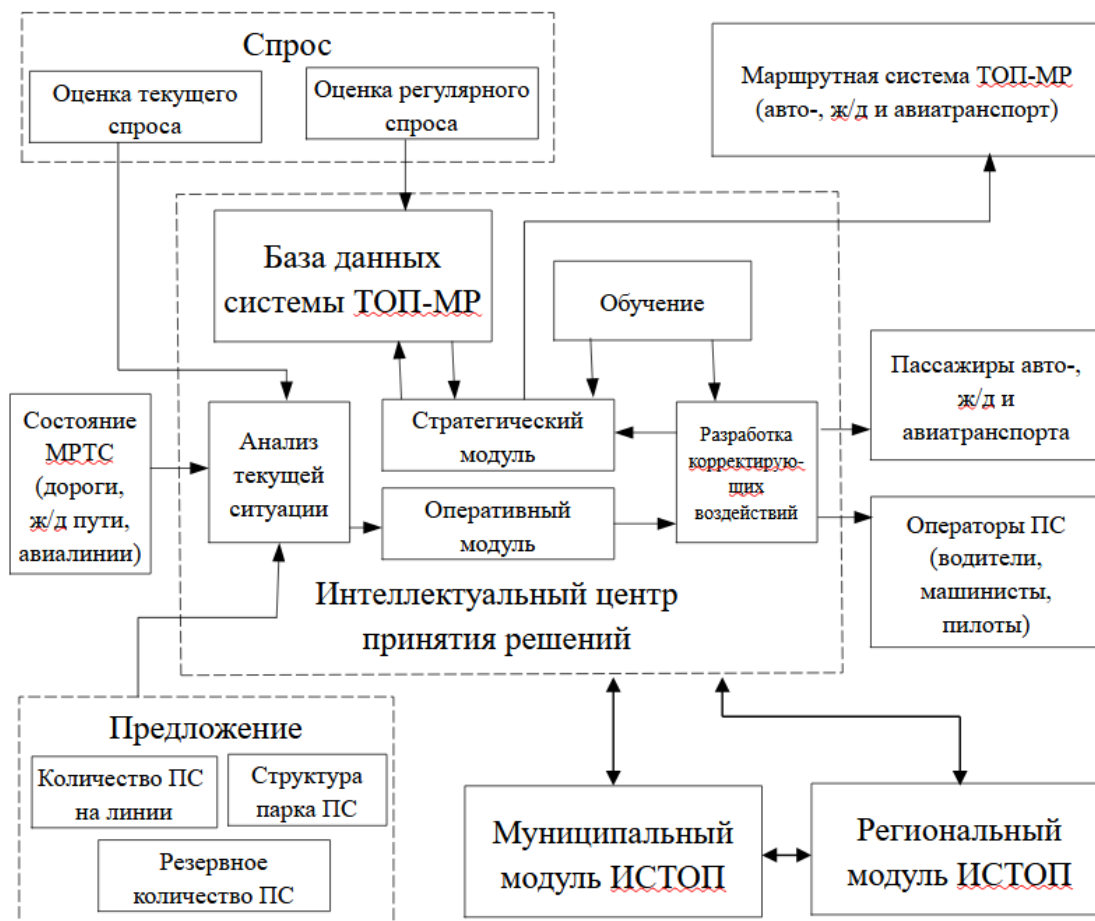 Спрос
Оценка текущего
спроса
Оценка регулярного
спроса
Маршрутная система ТОП-МР
(авто-, ж/д и авиатранспорт)
База данных
системы ТОП-МР
Обучение
Состояние
МРТС
(дороги,
ж/д пути,
авиалинии)
Анализ
текущей
ситуации
Стратегический
модуль
Оперативный
модуль
Разработка
корректирую-
щих
воздействий
Пассажиры авто-,
ж/д и
авиатранспорта
Операторы ПС
(водители,
машинисты,
пилоты)
Интеллектуальный центр
принятия решений
Предложение
Количество ПС
на линии
Структура
парка ПС
Резервное
количество ПС
Муниципальный
модуль ИСТОП
Региональный
модуль ИСТОП